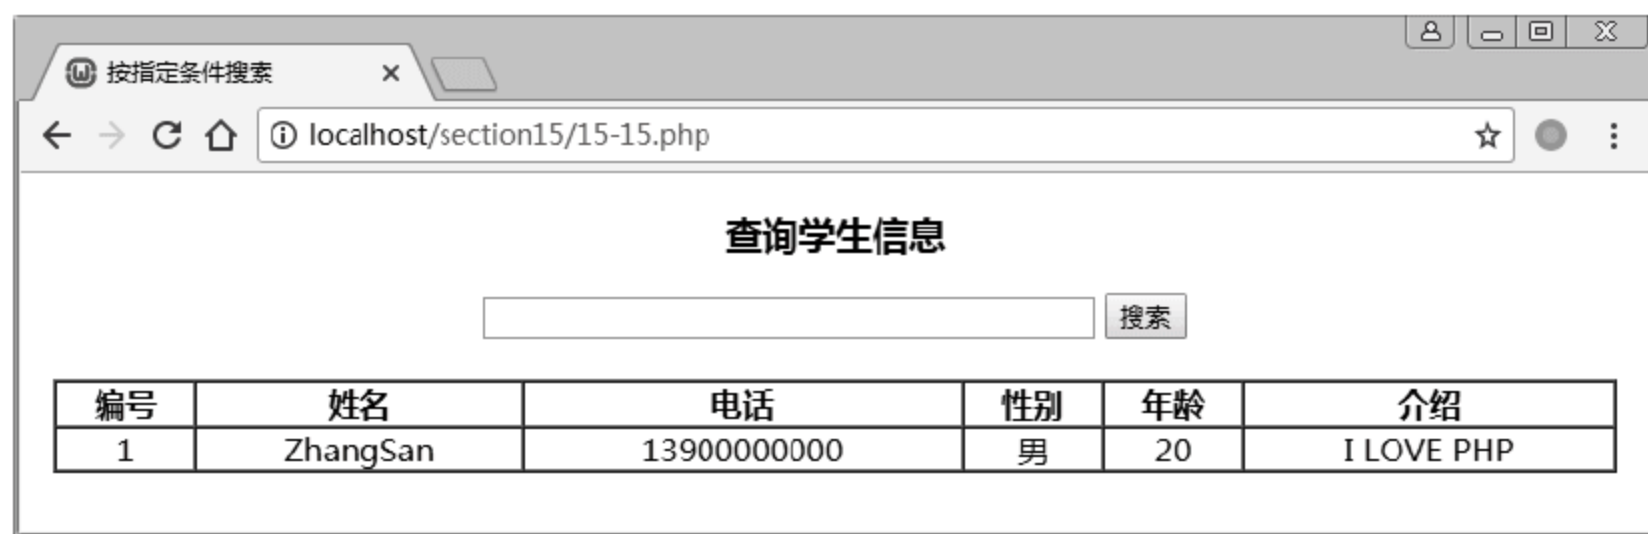 按指定条件搜索
localhost/section15/15-15.php
查询学生信息
搜索
编号 姓名 电话 性别 年龄 介绍
1 ZhangSan 13900000000 男 20 I LOVE PHP